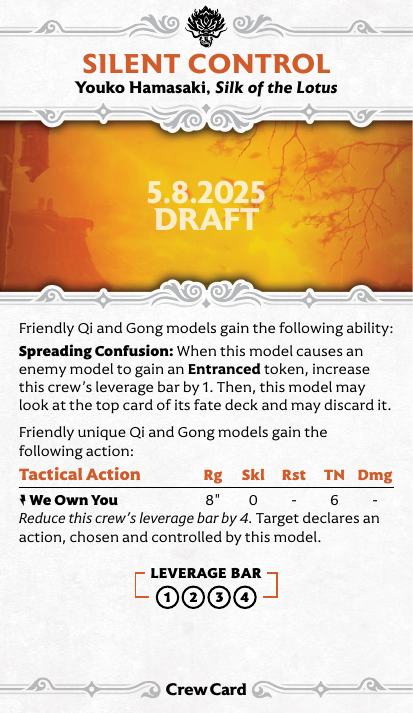 SILENT CONTROL
Youko Hamasaki, Silk of the Lotus
5.8.2025
DRAFT
Friendly Qi and Gong models gain the following ability:
Spreading Confusion: When this model causes an
enemy model to gain an Entranced token, increase
this crew's leverage bar by 1. Then, this model may
look at the top card of its fate deck and may discard it.
Friendly unique Qi and Gong models gain the
following action:
Tactical Action Rg Skl Rst TN Dmg
We Own You 8" 0 - 6 -
Reduce this crew's leverage bar by 4. Target declares an
action, chosen and controlled by this model.
LEVERAGE BAR
1 2 3 4
Crew Card